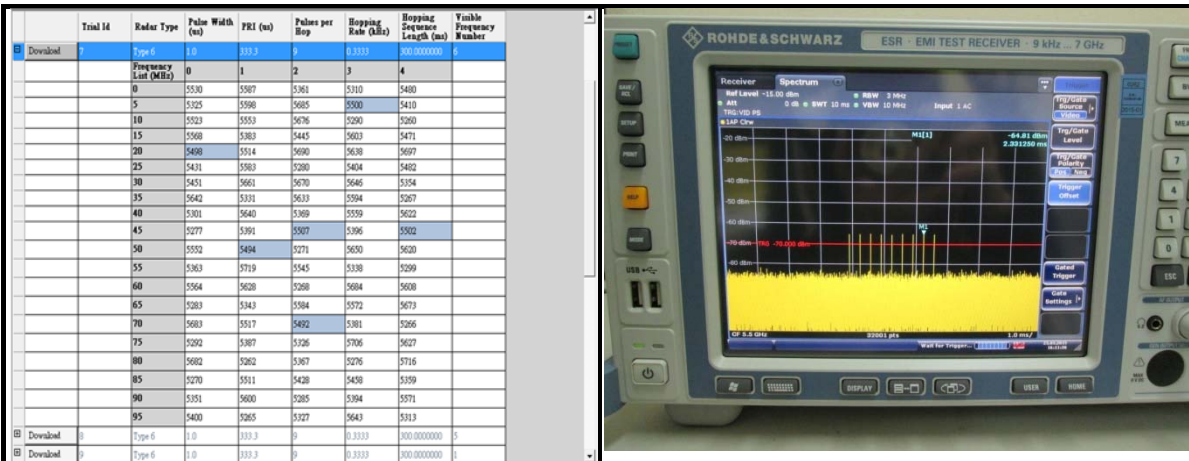 Trial Id Radar Type Pulse Width (us) PRI (us) Pulses per Hop Hopping Rate (kHz) Hopping Sequence Length (ms) Visible Frequency Number
Download 7 Type 6 1.0 333.3 9 0.3333 300.0000000 6
Frequency List (MHz) 0 1 2 3 4
0 5530 5587 5361 5310 5480
5 5325 5598 5685 5500 5410
10 5523 5553 5676 5290 5260
15 5568 5383 5445 5603 5471
20 5498 5514 5690 5638 5697
25 5431 5583 5280 5404 5482
30 5451 5661 5670 5646 5354
35 5642 5331 5633 5594 5267
40 5301 5640 5369 5559 5622
45 5277 5391 5507 5396 5502
50 5552 5494 5271 5650 5620
55 5363 5719 5545 5338 5299
60 5564 5628 5268 5684 5608
65 5283 5343 5584 5572 5673
70 5683 5517 5492 5381 5266
75 5292 5387 5326 5706 5627
80 5682 5262 5367 5276 5716
85 5270 5511 5428 5458 5359
90 5351 5600 5285 5394 5571
95 5400 5265 5327 5643 5313
Download 8 Type 6 1.0 333.3 9 0.3333 300.0000000 5
Download 9 Type 6 1.0 333.3 9 0.3333 300.0000000 1
ROHDE & SCHWARZ ESR · EMI TEST RECEIVER · 9 kHz ... 7 GHz
PRESET
SETUP
PRINT
HELP
MODE
USB
Receiver Spectrum
Ref Level -15.00 dBm RBW 3 MHz
Att 0 dB SWT 10 ms VBW 10 MHz Input 1 AC
TRG:VID PS
1AP Clrw
M1[1] -64.81 dBm
2.331250 ms
-20 dBm
-30 dBm
-40 dBm
-50 dBm
-60 dBm
M1
-70 dBm TRG -70.000 dBm
-80 dBm
CF 5.5 GHz 32001 pts 1.0 ms/
Wait for Trigger...
Trigger
Trg/Gate Source
Video
Trg/Gate Level
Trg/Gate Polarity
Pos Neg
Trigger Offset
Gated Trigger
Gate Settings
7
4
1
0
ESC
DISPLAY
USER
HOME